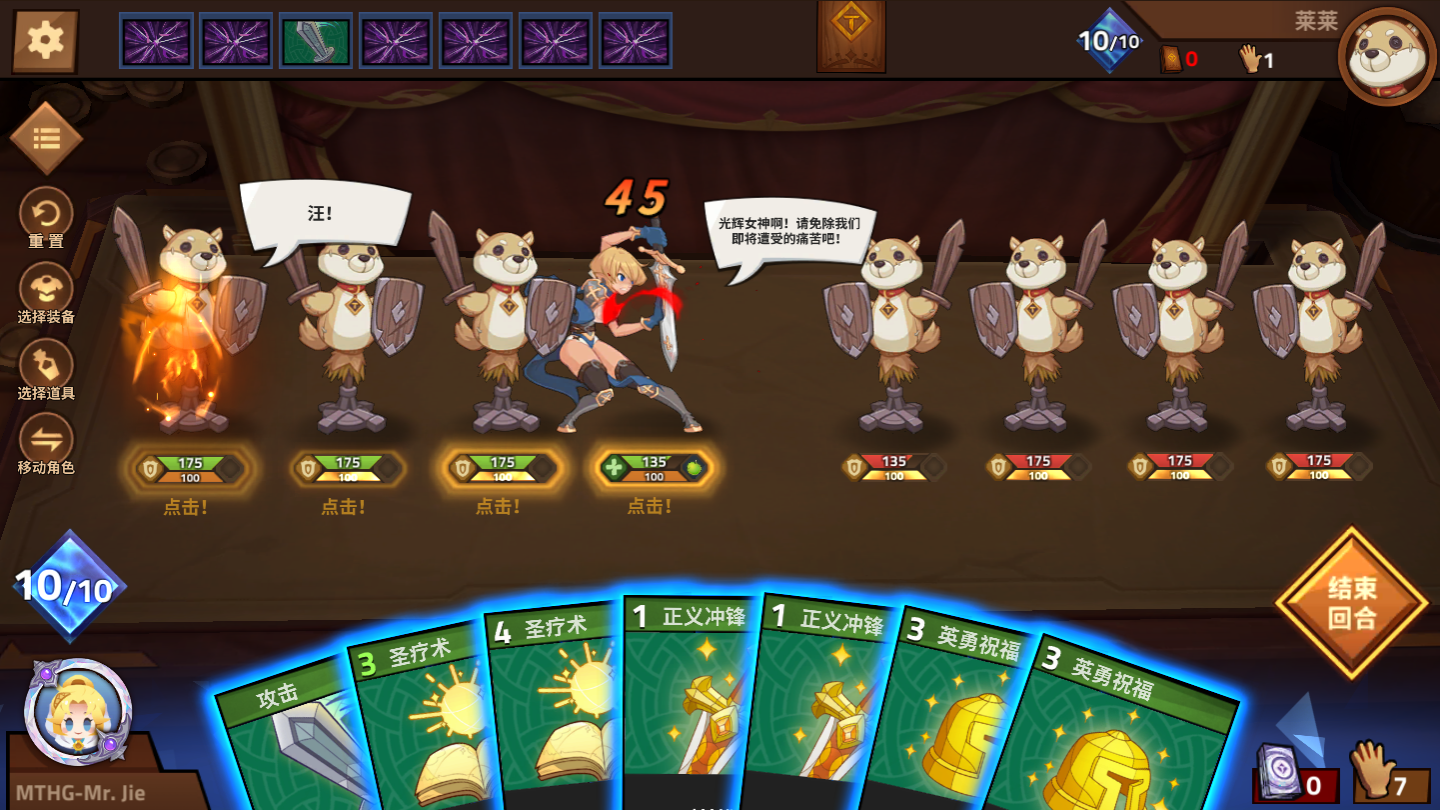 10/10
0
1
莱莱
重置
选择装备
选择道具
移动角色
汪！
45
光辉女神啊！请免除我们
即将遭受的痛苦吧！
175
100
175
100
175
100
135
100
135
100
175
100
175
100
175
100
点击！
点击！
点击！
点击！
10/10
结束
回合
攻击
3 圣疗术
4 圣疗术
1 正义冲锋
1 正义冲锋
3 英勇祝福
3 英勇祝福
MTHG-Mr. Jie
0
7